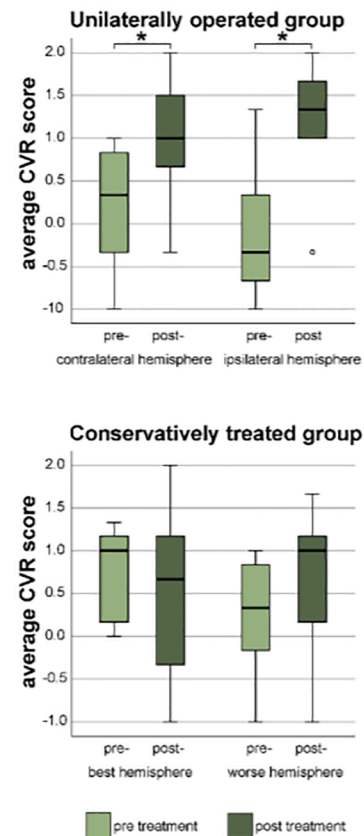 Unilaterally operated group
* *
average CVR score
2.0
1.5
1.0
0.0
-0.5
-10
pre- post- pre- post
contralateral hemisphere ipsilateral hemisphere
Conservatively treated group
average CVR score
2.0
1.5
1.0
0.5
0.0
-0.5
-1.0
pre- post- pre- post-
best hemisphere worse hemisphere
pre treatment post treatment